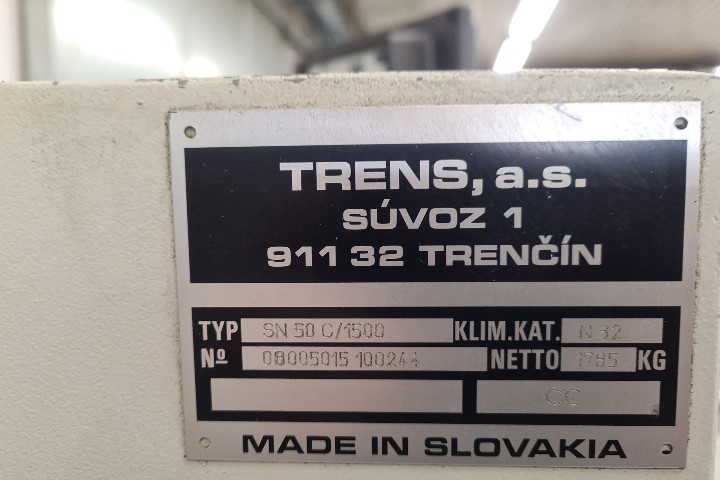 TRENS, a.s.
SÚVOZ 1
911 32 TRENČÍN
TYP SN 50 C/1500 KLIM.KAT. N 32
Nº 08005015 100244 NETTO 1785 KG
CC
MADE IN SLOVAKIA